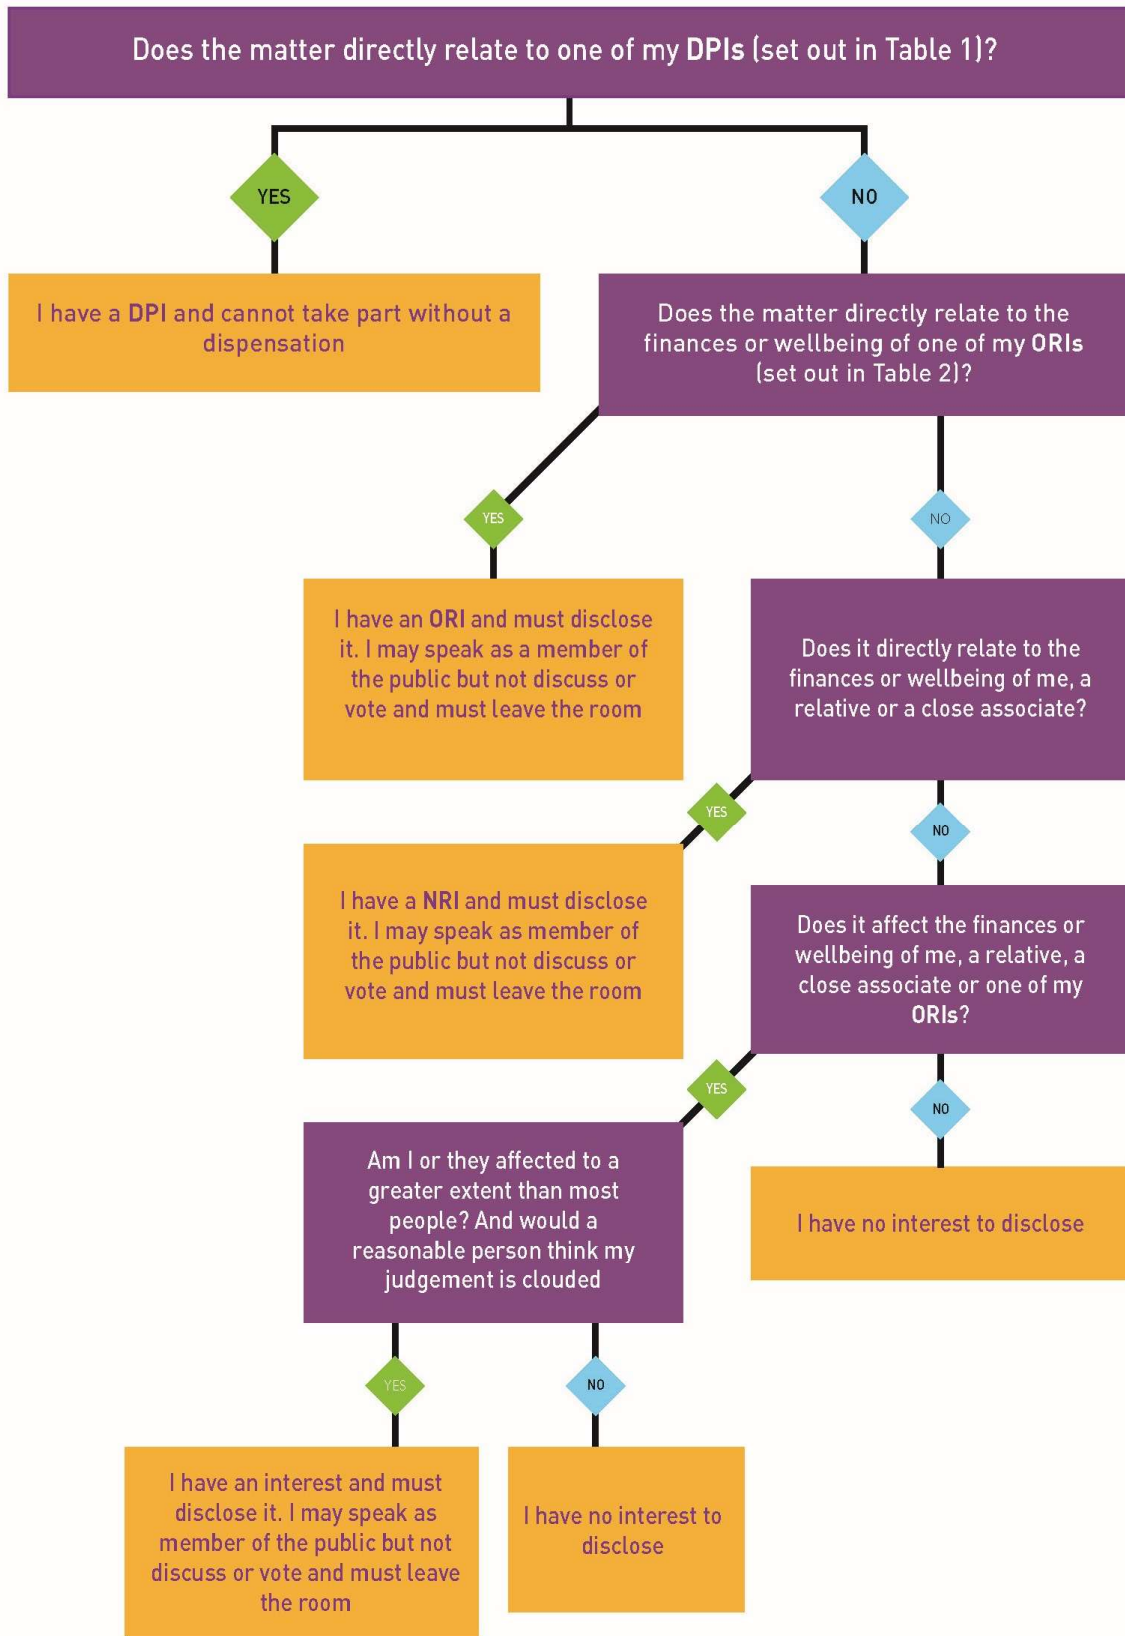 Does the matter directly relate to one of my DPIs (set out in Table 1)?
YES
NO
I have a DPI and cannot take part without a
dispensation
Does the matter directly relate to the
finances or wellbeing of one of my ORIs
(set out in Table 2)?
YES
NO
I have an ORI and must disclose
it. I may speak as a member of
the public but not discuss or
vote and must leave the room
Does it directly relate to the
finances or wellbeing of me, a
relative or a close associate?
YES
NO
I have a NRI and must disclose
it. I may speak as member of
the public but not discuss or
vote and must leave the room
Does it affect the finances or
wellbeing of me, a relative, a
close associate or one of my
ORIs?
YES
NO
Am I or they affected to a
greater extent than most
people? And would a
reasonable person think my
judgement is clouded
I have no interest to disclose
YES
NO
I have an interest and must
disclose it. I may speak as
member of the public but not
discuss or vote and must leave
the room
I have no interest to
disclose